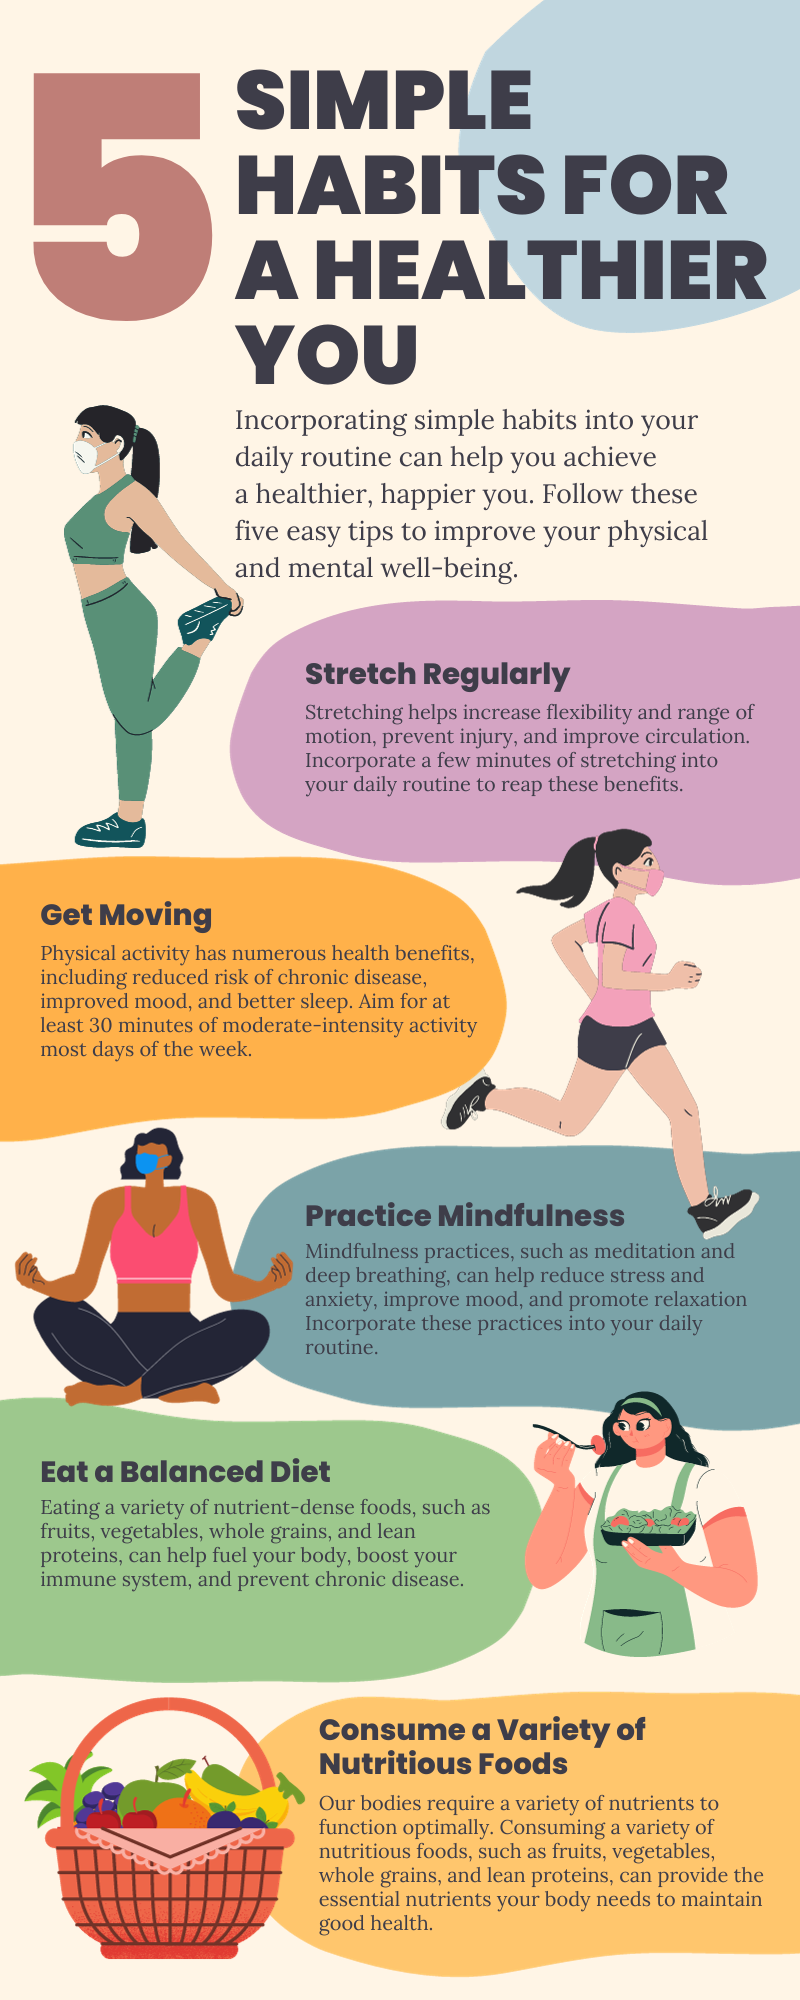 5
SIMPLE
HABITS FOR
A HEALTHIER
YOU
Incorporating simple habits into your
daily routine can help you achieve
a healthier, happier you. Follow these
five easy tips to improve your physical
and mental well-being.
Stretch Regularly
Stretching helps increase flexibility and range of
motion, prevent injury, and improve circulation.
Incorporate a few minutes of stretching into
your daily routine to reap these benefits.
Get Moving
Physical activity has numerous health benefits,
including reduced risk of chronic disease,
improved mood, and better sleep. Aim for at
least 30 minutes of moderate-intensity activity
most days of the week.
Practice Mindfulness
Mindfulness practices, such as meditation and
deep breathing, can help reduce stress and
anxiety, improve mood, and promote relaxation
Incorporate these practices into your daily
routine.
Eat a Balanced Diet
Eating a variety of nutrient-dense foods, such as
fruits, vegetables, whole grains, and lean
proteins, can help fuel your body, boost your
immune system, and prevent chronic disease.
Consume a Variety of
Nutritious Foods
Our bodies require a variety of nutrients to
function optimally. Consuming a variety of
nutritious foods, such as fruits, vegetables,
whole grains, and lean proteins, can provide the
essential nutrients your body needs to maintain
good health.